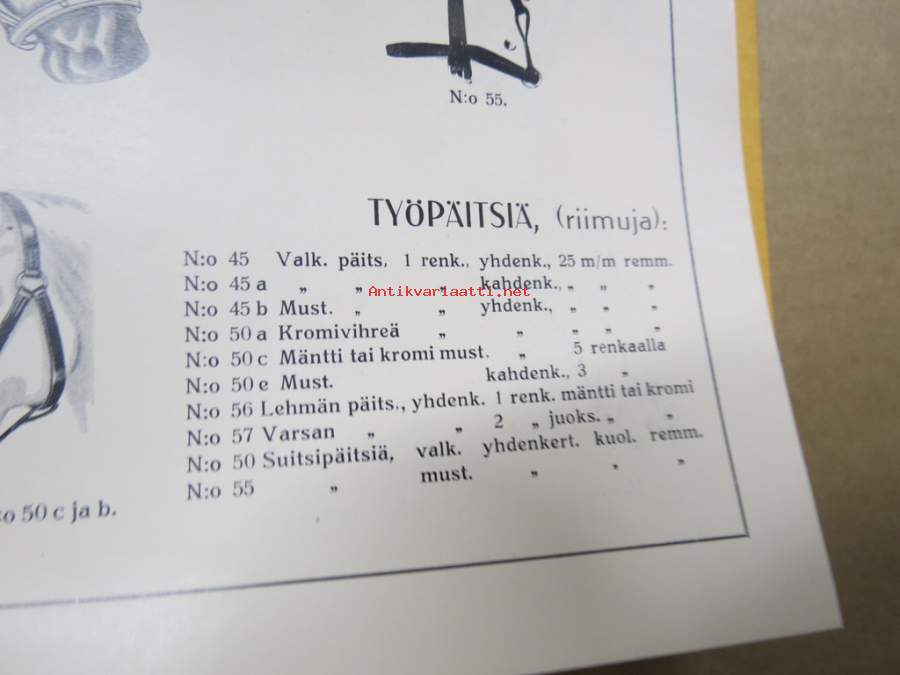 N:o 55.
TYÖPÄITSIÄ, (riimuja):
N:o 45 Valk. päits, 1 renk., yhdenk., 25 m/m remm.
N:o 45 a „ „ „ kahdenk., „ „ „
Antikvariaatti.net
N:o 45 b Must. „ „ yhdenk., „ „ „
N:o 50 a Kromivihreä „ „ „ „ „
N:o 50 c Mäntti tai kromi must. „ 5 renkaalla
N:o 50 e Must. kahdenk., 3 „
N:o 56 Lehmän päits., yhdenk. 1 renk. mäntti tai kromi
N:o 57 Varsan „ „ 2 „ juoks. „ „
N:o 50 Suitsipäitsiä, valk. yhdenkert. kuol. remm.
N:o 55 „ must. „ „ „
:o 50 c ja b.